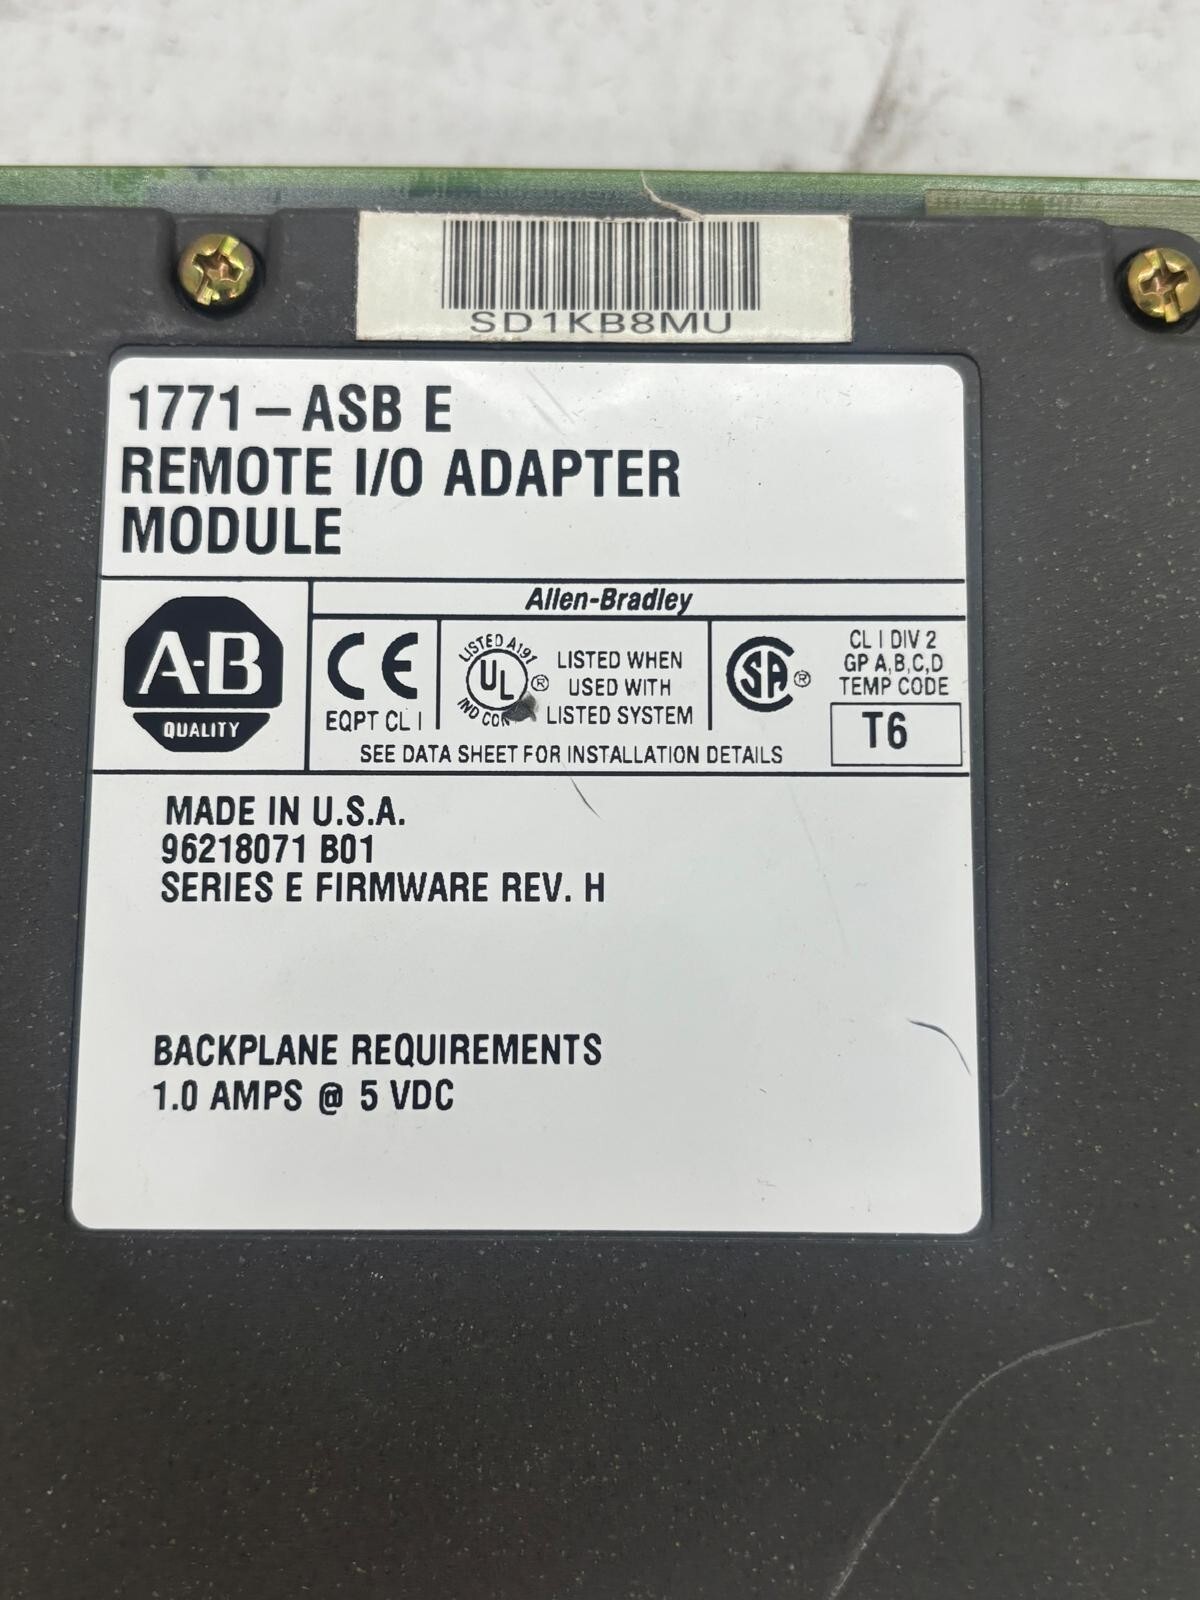 SD1KB8MU
1771-ASB E
REMOTE I/O ADAPTER
MODULE
Allen-Bradley
A-B
QUALITY
CE
EQPT CL I
LISTED A191
UL
®
IND CON
LISTED WHEN
USED WITH
LISTED SYSTEM
SA
®
CL I DIV 2
GP A,B,C,D
TEMP CODE
T6
SEE DATA SHEET FOR INSTALLATION DETAILS
MADE IN U.S.A.
96218071 B01
SERIES E FIRMWARE REV. H
BACKPLANE REQUIREMENTS
1.0 AMPS @ 5 VDC